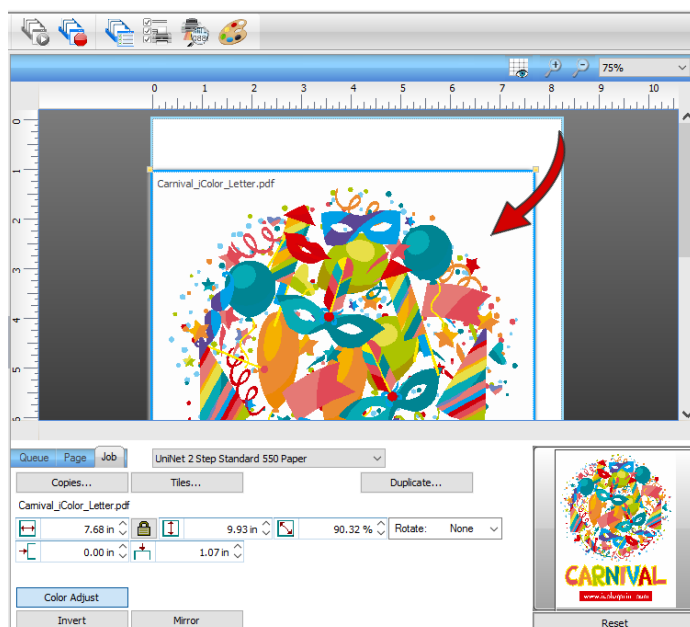 75%
0 1 2 3 4 5 6 7 8 9 10
0
1
2
3
4
5
6
Carnival_iColor_Letter.pdf
Queue Page Job UniNet 2 Step Standard 550 Paper
Copies... Tiles... Duplicate...
Carnival_iColor_Letter.pdf
7.68 in 9.93 in 90.32 % Rotate: None
0.00 in 1.07 in
CARNIVAL
Color Adjust
Invert Mirror Reset